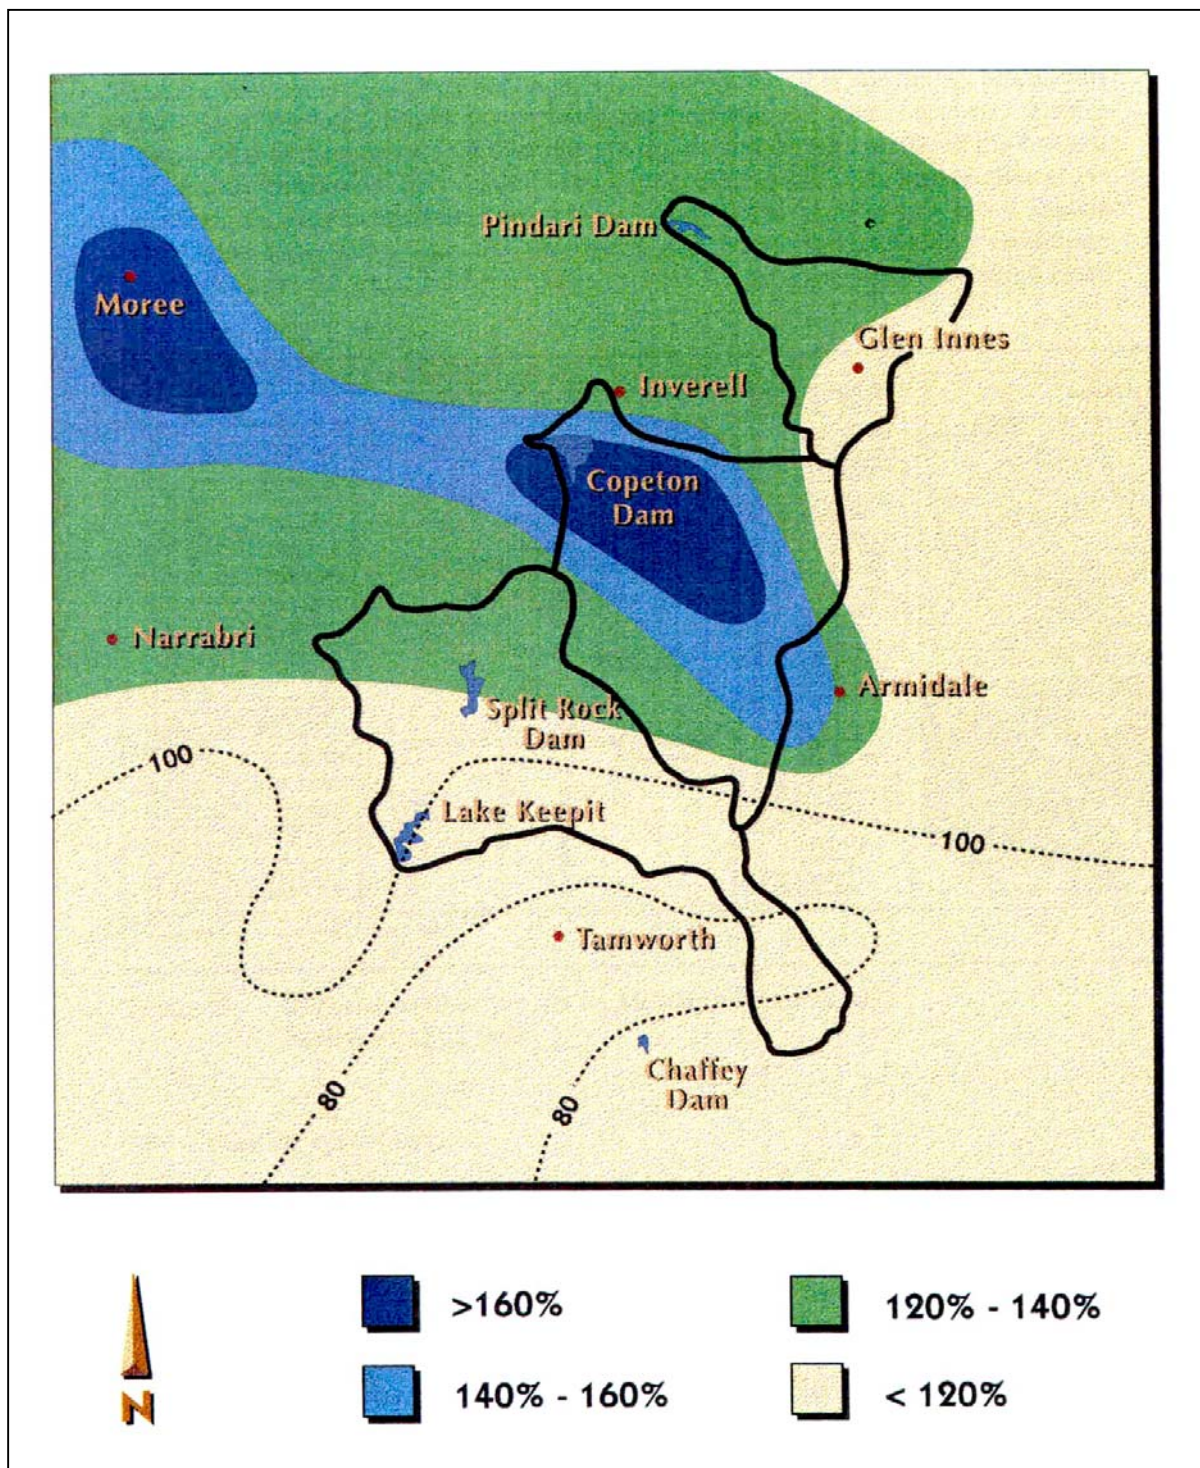 Pindari Dam
Moree
Glen Innes
Inverell
Copeton
Dam
Narrabri
Armidale
Split Rock
Dam
100
Lake Keepit
100
Tamworth
Chaffey
Dam
80
80
>160%
120% - 140%
140% - 160%
< 120%
N